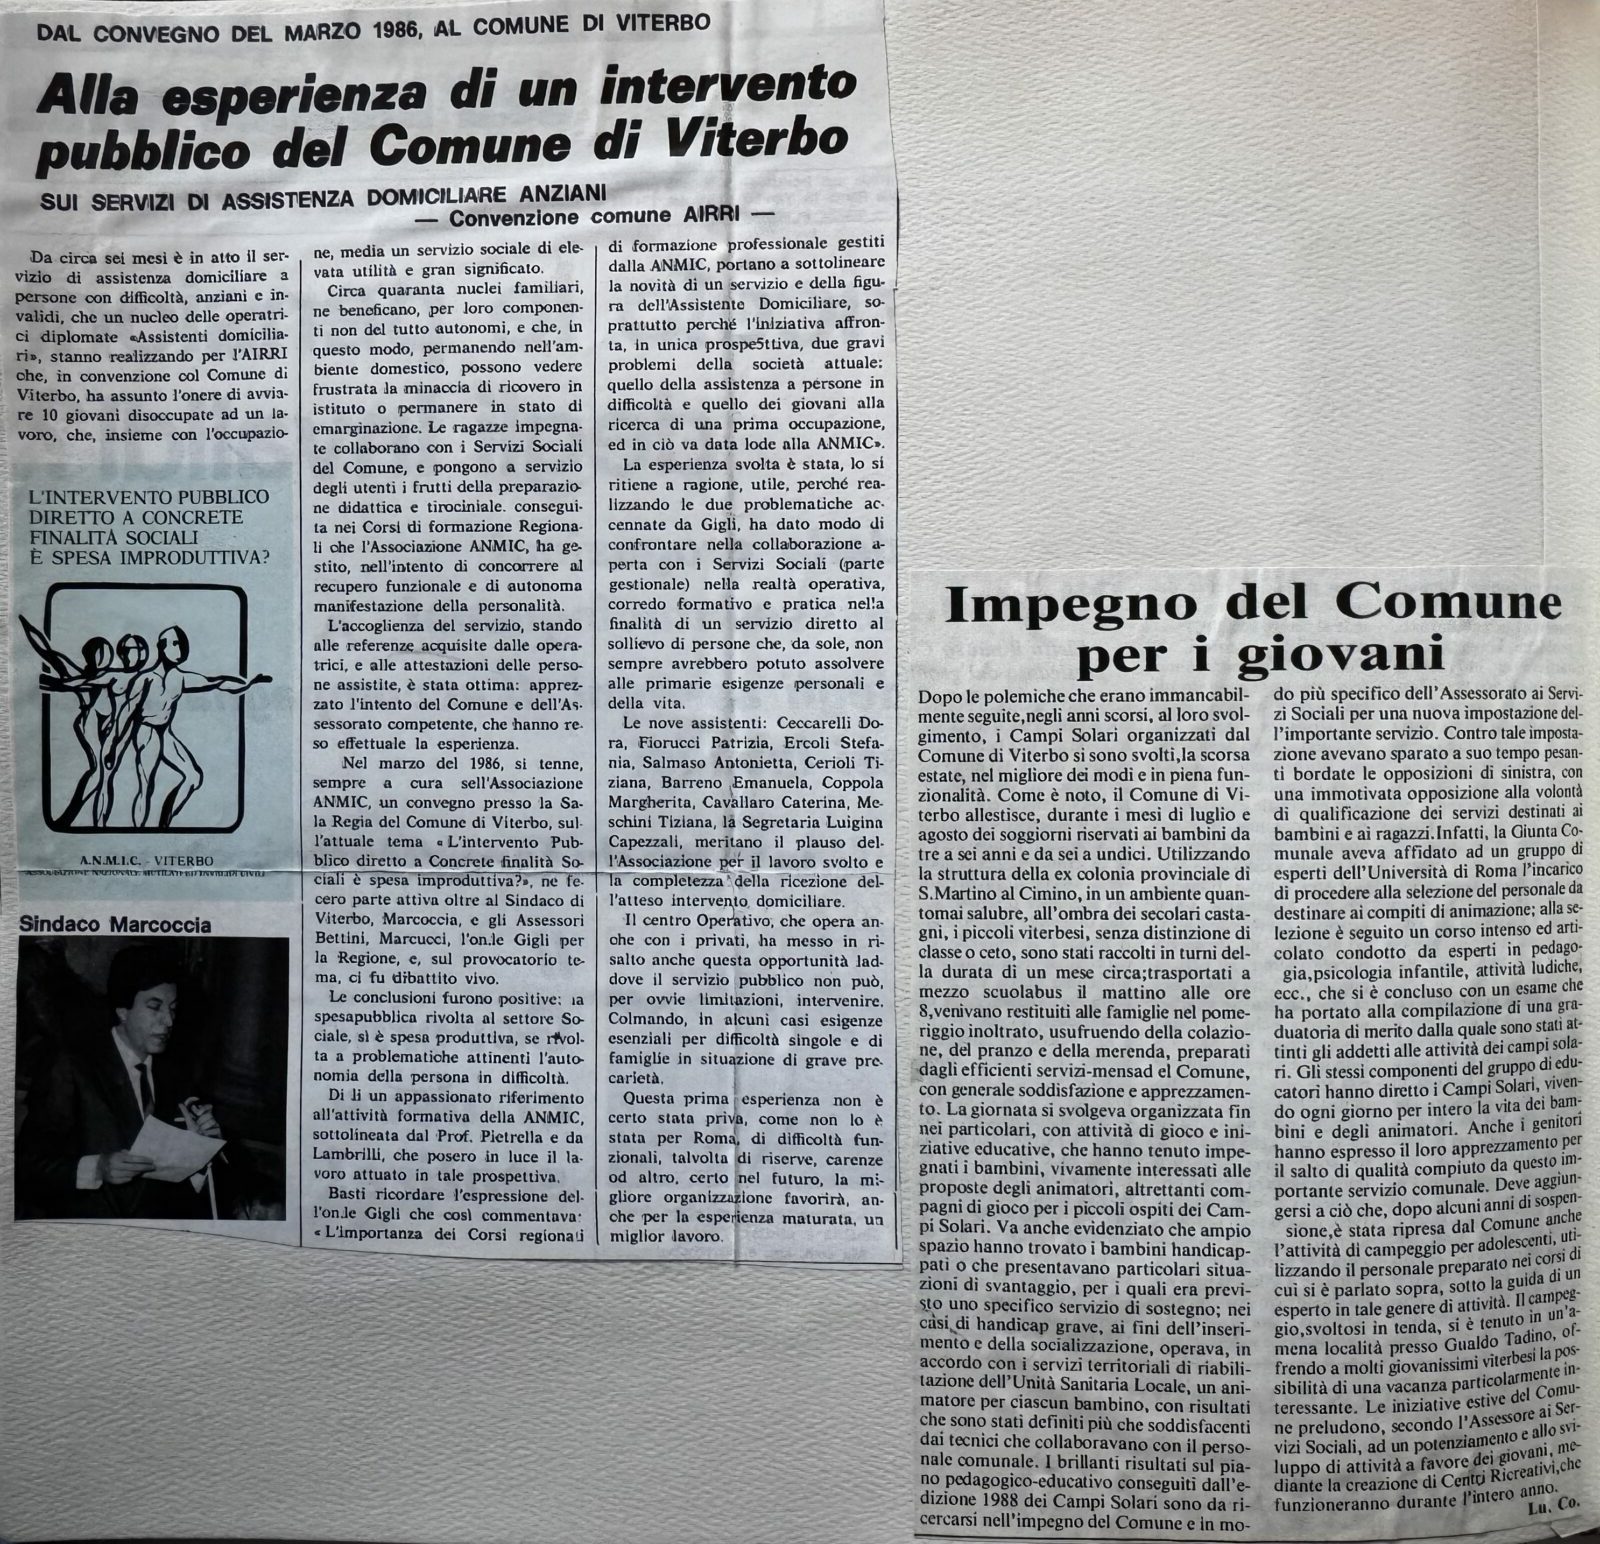 DAL CONVEGNO DEL MARZO 1986, AL COMUNE DI VITERBO
Alla esperienza di un intervento
pubblico del Comune di Viterbo
SUI SERVIZI DI ASSISTENZA DOMICILIARE ANZIANI
— Convenzione comune AIRRI —
Da circa sei mesi è in atto il ser-
vizio di assistenza domiciliare a
persone con difficoltà, anziani e in-
validi, che un nucleo delle operatri-
ci diplomate «Assistenti domicilia-
ri», stanno realizzando per l'AIRRI
che, in convenzione col Comune di
Viterbo, ha assunto l'onere di avvia-
re 10 giovani disoccupate ad un la-
voro, che, insieme con l'occupazio-
L'INTERVENTO PUBBLICO
DIRETTO A CONCRETE
FINALITÀ SOCIALI
È SPESA IMPRODUTTIVA?
A.N.M.I.C. - VITERBO
ASSOCIAZIONE NAZIONALE MUTILATI ED INVALIDI CIVILI
Sindaco Marcoccia
ne, media un servizio sociale di ele-
vata utilità e gran significato.
Circa quaranta nuclei familiari,
ne beneficano, per loro componen-
ti non del tutto autonomi, e che, in
questo modo, permanendo nell'am-
biente domestico, possono vedere
frustrata la minaccia di ricovero in
istituto o permanere in stato di
emarginazione. Le ragazze impegna-
te collaborano con i Servizi Sociali
del Comune, e pongono a servizio
degli utenti i frutti della preparazio-
ne didattica e tirociniale. consegui-
ta nei Corsi di formazione Regiona-
li che l'Associazione ANMIC, ha ge-
stito, nell'intento di concorrere al
recupero funzionale e di autonoma
manifestazione della personalità.
L'accoglienza del servizio, stando
alle referenze acquisite dalle opera-
trici, e alle attestazioni delle perso-
ne assistite, è stata ottima: apprez-
zato l'intento del Comune e dell'As-
sessorato competente, che hanno re-
so effettuale la esperienza.
Nel marzo del 1986, si tenne,
sempre a cura sell'Associazione
ANMIC, un convegno presso la Sa-
la Regia del Comune di Viterbo, sul-
l'attuale tema «L'intervento Pub-
blico diretto a Concrete finalità So-
ciali è spesa improduttiva?», ne fe-
cero parte attiva oltre al Sindaco di
Viterbo, Marcoccia, e gli Assessori
Bettini, Marcucci, l'on.le Gigli per
la Regione, e, sul provocatorio te-
ma, ci fu dibattito vivo.
Le conclusioni furono positive: la
spesapubblica rivolta al settore So-
ciale, sì è spesa produttiva, se rivol-
ta a problematiche attinenti l'auto-
nomia della persona in difficoltà.
Di lì un appassionato riferimento
all'attività formativa della ANMIC,
sottolineata dal Prof. Pietrella e da
Lambrilli, che posero in luce il la-
voro attuato in tale prospettiva.
Basti ricordare l'espressione del-
l'on.le Gigli che così commentava:
«L'importanza dei Corsi regionali
di formazione professionale gestiti
dalla ANMIC, portano a sottolineare
la novità di un servizio e della figu-
ra dell'Assistente Domiciliare, so-
prattutto perché l'iniziativa affron-
ta, in unica prospe5ttiva, due gravi
problemi della società attuale:
quello della assistenza a persone in
difficoltà e quello dei giovani alla
ricerca di una prima occupazione,
ed in ciò va data lode alla ANMIC».
La esperienza svolta è stata, lo si
ritiene a ragione, utile, perché rea-
lizzando le due problematiche ac-
cennate da Gigli, ha dato modo di
confrontare nella collaborazione a-
perta con i Servizi Sociali (parte
gestionale) nella realtà operativa,
corredo formativo e pratica nella
finalità di un servizio diretto al
sollievo di persone che, da sole, non
sempre avrebbero potuto assolvere
alle primarie esigenze personali e
della vita.
Le nove assistenti: Ceccarelli Do-
ra, Fiorucci Patrizia, Ercoli Stefa-
nia, Salmaso Antonietta, Cerioli Ti-
ziana, Barreno Emanuela, Coppola
Margherita, Cavallaro Caterina, Me-
schini Tiziana, la Segretaria Luigina
Capezzali, meritano il plauso del-
l'Associazione per il lavoro svolto e
la completezza della ricezione del-
l'atteso intervento domiciliare.
Il centro Operativo, che opera an-
che con i privati, ha messo in ri-
salto anche questa opportunità lad-
dove il servizio pubblico non può,
per ovvie limitazioni, intervenire.
Colmando, in alcuni casi esigenze
esenziali per difficoltà singole e di
famiglie in situazione di grave pre-
carietà.
Questa prima esperienza non è
certo stata priva, come non lo è
stata per Roma, di difficoltà fun-
zionali, talvolta di riserve, carenze
od altro, certo nel futuro, la mi-
gliore organizzazione favorirà, an-
che per la esperienza maturata, un
miglior lavoro.
Impegno del Comune
per i giovani
Dopo le polemiche che erano immancabil-
mente seguite,negli anni scorsi, al loro svol-
gimento, i Campi Solari organizzati dal
Comune di Viterbo si sono svolti,la scorsa
estate, nel migliore dei modi e in piena fun-
zionalità. Come è noto, il Comune di Vi-
terbo allestisce, durante i mesi di luglio e
agosto dei soggiorni riservati ai bambini da
tre a sei anni e da sei a undici. Utilizzando
la struttura della ex colonia provinciale di
S.Martino al Cimino, in un ambiente quan-
tomai salubre, all'ombra dei secolari casta-
gni, i piccoli viterbesi, senza distinzione di
classe o ceto, sono stati raccolti in turni del-
la durata di un mese circa;trasportati a
mezzo scuolabus il mattino alle ore
8,venivano restituiti alle famiglie nel pome-
riggio inoltrato, usufruendo della colazio-
ne, del pranzo e della merenda, preparati
dagli efficienti servizi-mensad el Comune,
con generale soddisfazione e apprezzamen-
to. La giornata si svolgeva organizzata fin
nei particolari, con attività di gioco e ini-
ziative educative, che hanno tenuto impe-
gnati i bambini, vivamente interessati alle
proposte degli animatori, altrettanti com-
pagni di gioco per i piccoli ospiti dei Cam-
pi Solari. Va anche evidenziato che ampio
spazio hanno trovato i bambini handicap-
pati o che presentavano particolari situa-
zioni di svantaggio, per i quali era previ-
sto uno specifico servizio di sostegno; nei
casi di handicap grave, ai fini dell'inseri-
mento e della socializzazione, operava, in
accordo con i servizi territoriali di riabili-
tazione dell'Unità Sanitaria Locale, un ani-
matore per ciascun bambino, con risultati
che sono stati definiti più che soddisfacenti
dai tecnici che collaboravano con il perso-
nale comunale. I brillanti risultati sul pia-
no pedagogico-educativo conseguiti dall'e-
dizione 1988 dei Campi Solari sono da ri-
cercarsi nell'impegno del Comune e in mo-
do più specifico dell'Assessorato ai Servi-
zi Sociali per una nuova impostazione del-
l'importante servizio. Contro tale imposta-
zione avevano sparato a suo tempo pesan-
ti bordate le opposizioni di sinistra, con
una immotivata opposizione alla volontà
di qualificazione dei servizi destinati ai
bambini e ai ragazzi.Infatti, la Giunta Co-
munale aveva affidato ad un gruppo di
esperti dell'Università di Roma l'incarico
di procedere alla selezione del personale da
destinare ai compiti di animazione; alla se-
lezione è seguito un corso intenso ed arti-
colato condotto da esperti in pedago-
gia,psicologia infantile, attività ludiche,
ecc., che si è concluso con un esame che
ha portato alla compilazione di una gra-
duatoria di merito dalla quale sono stati at-
tinti gli addetti alle attività dei campi sola-
ri. Gli stessi componenti del gruppo di edu-
catori hanno diretto i Campi Solari, viven-
do ogni giorno per intero la vita dei bam-
bini e degli animatori. Anche i genitori
hanno espresso il loro apprezzamento per
il salto di qualità compiuto da questo im-
portante servizio comunale. Deve aggiun-
gersi a ciò che, dopo alcuni anni di sospen-
sione,è stata ripresa dal Comune anche
l'attività di campeggio per adolescenti, uti-
lizzando il personale preparato nei corsi di
cui si è parlato sopra, sotto la guida di un
esperto in tale genere di attività. Il campeg-
gio,svoltosi in tenda, si è tenuto in un'a-
mena località presso Gualdo Tadino, of-
frendo a molti giovanissimi viterbesi la pos-
sibilità di una vacanza particolarmente in-
teressante. Le iniziative estive del Comu-
ne preludono, secondo l'Assessore ai Ser-
vizi Sociali, ad un potenziamento e allo svi-
luppo di attività a favore dei giovani, me-
diante la creazione di Centri Ricreativi,che
funzioneranno durante l'intero anno.
Lu. Co.